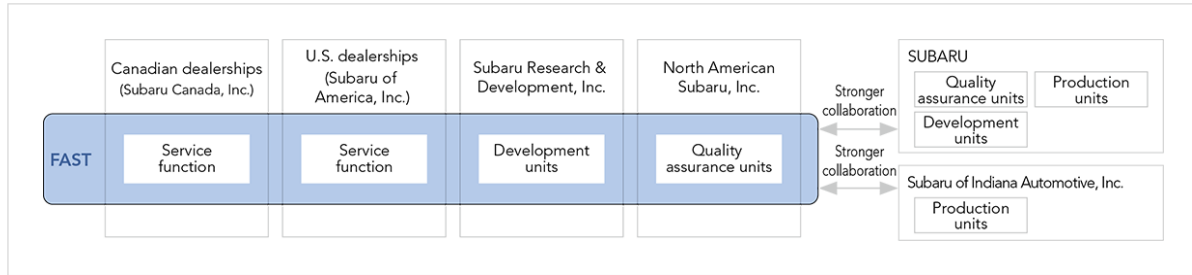 Canadian dealerships
(Subaru Canada, Inc.)
U.S. dealerships
(Subaru of
America, Inc.)
Subaru Research &
Development, Inc.
North American
Subaru, Inc.
FAST
Service
function
Service
function
Development
units
Quality
assurance units
Stronger
collaboration
Stronger
collaboration
SUBARU
Quality
assurance units
Production
units
Development
units
Subaru of Indiana Automotive, Inc.
Production
units